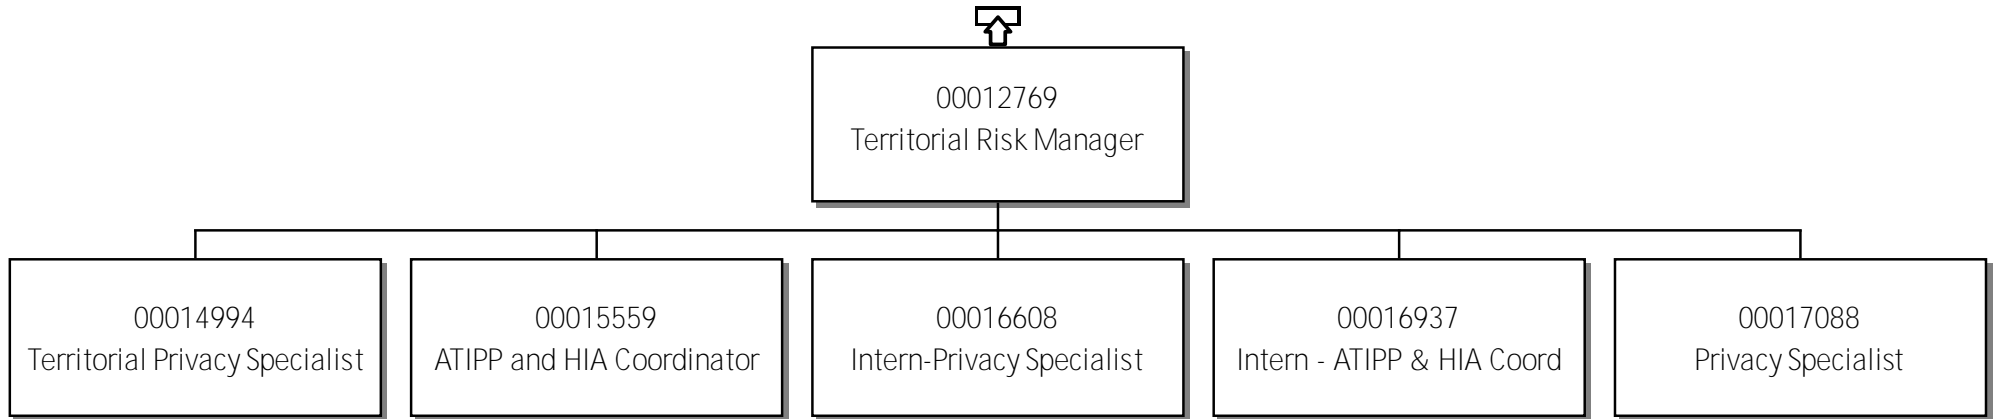 00012769
Territorial Risk Manager
00014994
Territorial Privacy Specialist
00015559
ATIPP and HIA Coordinator
00016608
Intern-Privacy Specialist
00016937
Intern - ATIPP & HIA Coord
00017088
Privacy Specialist